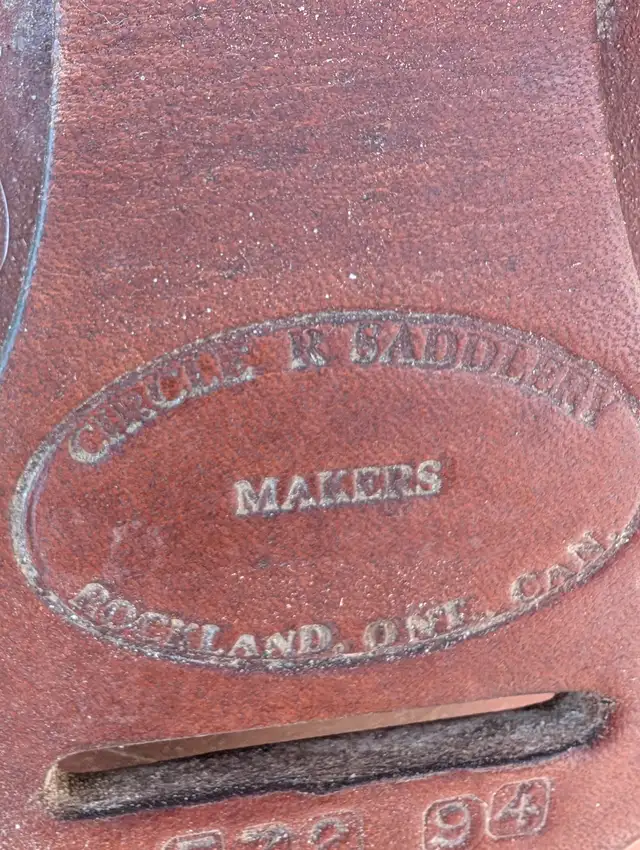 CIRCLE R SADDLERY
MAKERS
ROCKLAND, ONT., CAN.
94